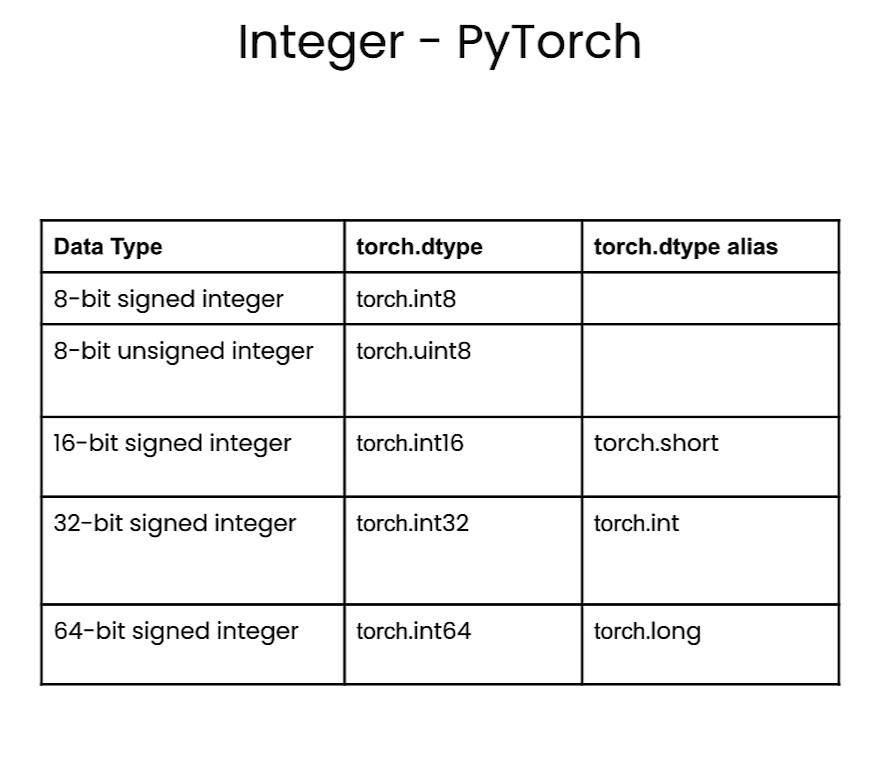 Integer - PyTorch
Data Type torch.dtype torch.dtype alias
8-bit signed integer torch.int8
8-bit unsigned integer torch.uint8
16-bit signed integer torch.int16 torch.short
32-bit signed integer torch.int32 torch.int
64-bit signed integer torch.int64 torch.long